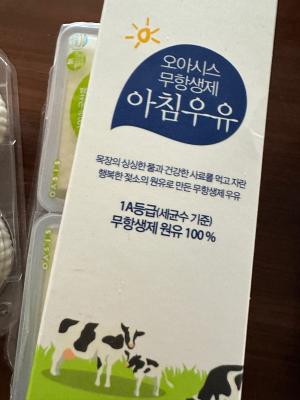 오아시스
무항생제
아침우유
목장의 싱싱한 풀과 건강한 사료를 먹고 자란
행복한 젖소의 원유로 만든 무항생제 우유
1A등급(세균수 기준)
무항생제 원유 100%